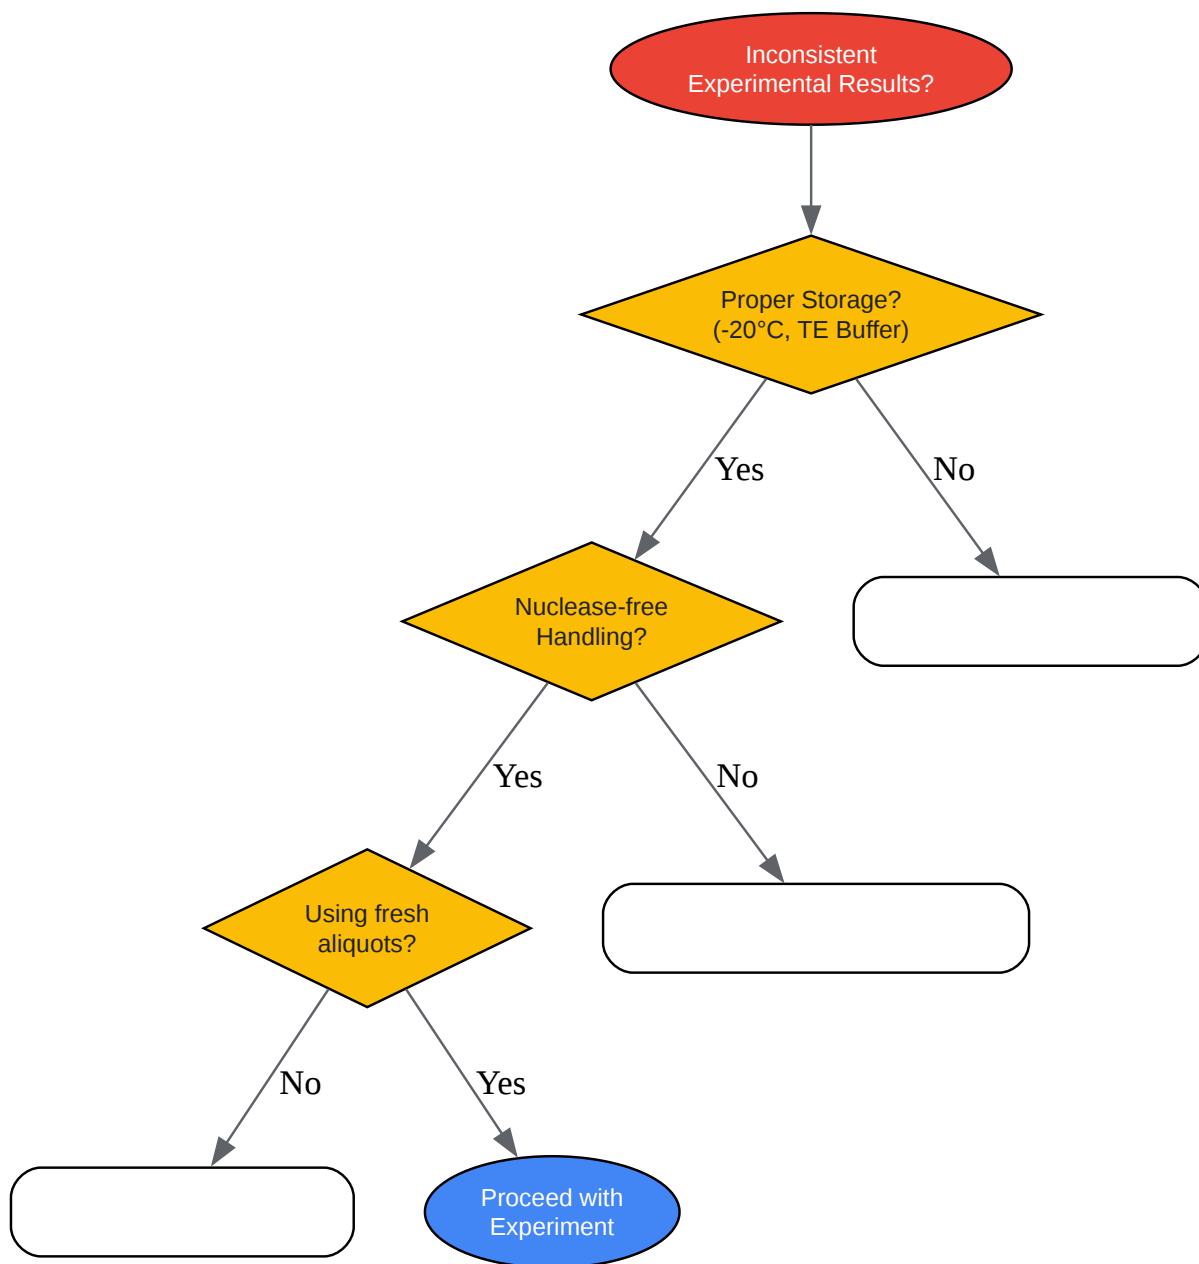 Inconsistent
Experimental Results?
Proper Storage?
(-20°C, TE Buffer)
Yes
No
Nuclease-free
Handling?
Yes
No
Using fresh
aliquots?
No
Yes
Proceed with
Experiment